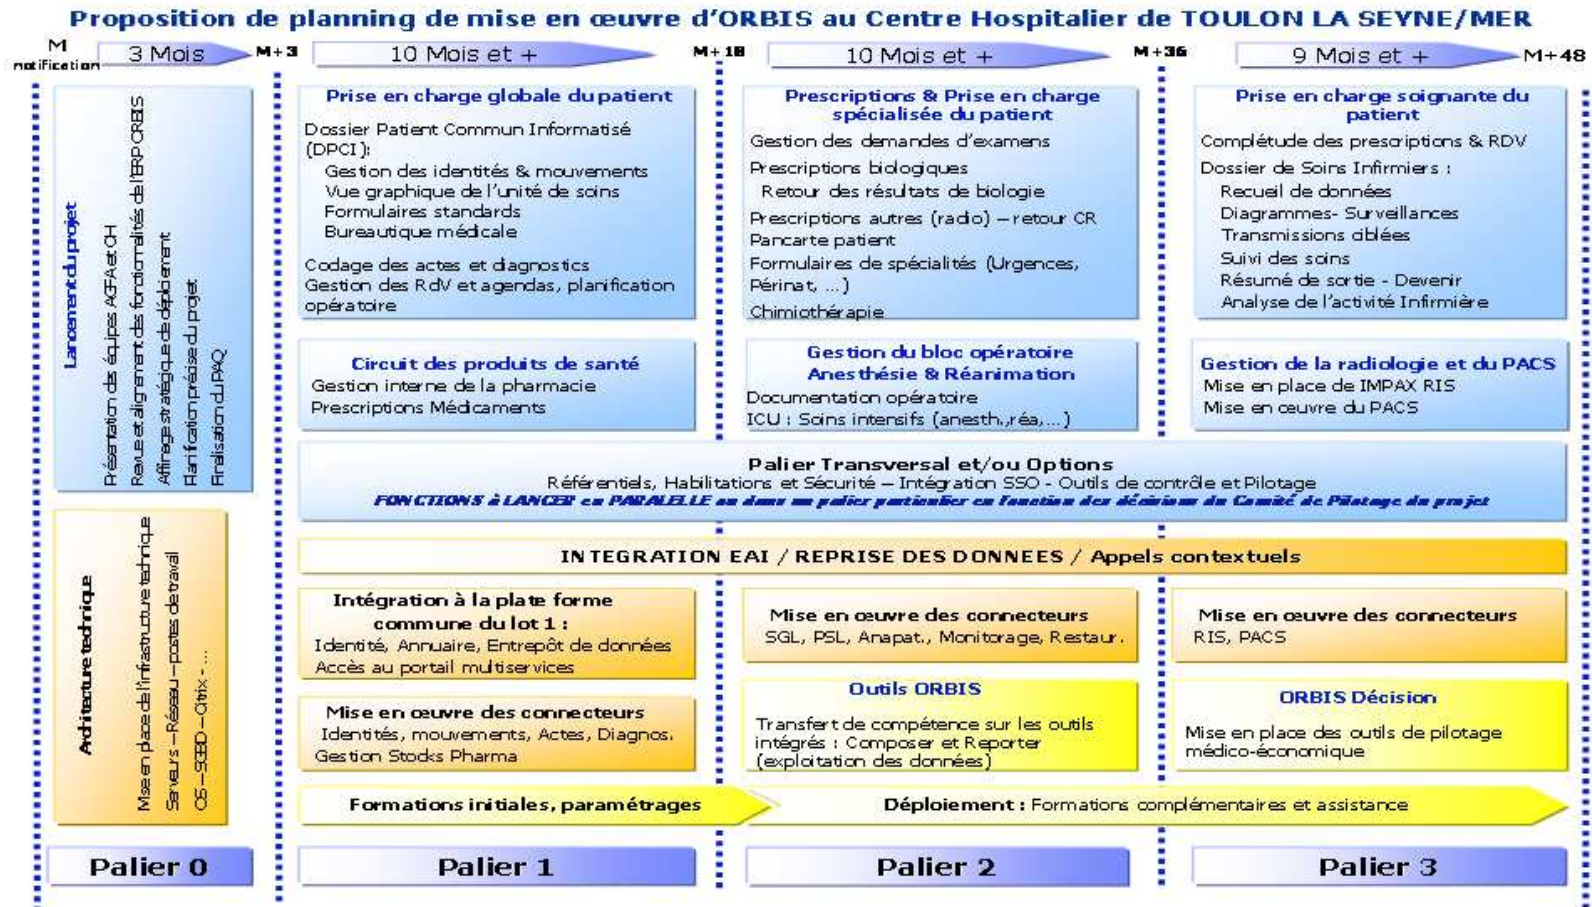 Proposition de planning de mise en œuvre d'ORBIS au Centre Hospitalier de TOULON LA SEYNE/MER
M
notification
3 Mois
M+3
10 Mois et +
M+18
10 Mois et +
M+36
9 Mois et +
M+48
Lancement du projet
Présentation des équipes AGFA et CH
Revue et alignement des fonctionnalités de l'ERP ORBIS
Affinage stratégique de déploiement
Planification précise du projet
Finalisation du PAQ
Architecture technique
Mise en place de l'infrastructure technique
Serveurs – Réseau – postes de travail
OS – SGBD – Citrix - ...
Prise en charge globale du patient
Dossier Patient Commun Informatisé
(DPCI):
Gestion des identités & mouvements
Vue graphique de l'unité de soins
Formulaires standards
Bureautique médicale
Codage des actes et diagnostics
Gestion des RdV et agendas, planification
opératoire
Circuit des produits de santé
Gestion interne de la pharmacie
Prescriptions Médicaments
Prescriptions & Prise en charge
spécialisée du patient
Gestion des demandes d'examens
Prescriptions biologiques
Retour des résultats de biologie
Prescriptions autres (radio) – retour CR
Pancarte patient
Formulaires de spécialités (Urgences,
Périnat, ...)
Chimiothérapie
Gestion du bloc opératoire
Anesthésie & Réanimation
Documentation opératoire
ICU : Soins intensifs (anesth.,réa,...)
Prise en charge soignante du
patient
Complétude des prescriptions & RDV
Dossier de Soins Infirmiers :
Recueil de données
Diagrammes- Surveillances
Transmissions ciblées
Suivi des soins
Résumé de sortie - Devenir
Analyse de l'activité Infirmière
Gestion de la radiologie et du PACS
Mise en place de IMPAX RIS
Mise en œuvre du PACS
Palier Transversal et/ou Options
Référentiels, Habilitations et Sécurité – Intégration SSO - Outils de contrôle et Pilotage
FONCTIONS à LANCER en PARALELLE ou dans un palier particulier en fonction des décisions du Comité de Pilotage du projet
INTEGRATION EAI / REPRISE DES DONNEES / Appels contextuels
Intégration à la plate forme
commune du lot 1 :
Identité, Annuaire, Entrepôt de données
Accès au portail multiservices
Mise en œuvre des connecteurs
Identités, mouvements, Actes, Diagnos.
Gestion Stocks Pharma
Mise en œuvre des connecteurs
SGL, PSL, Anapat., Monitorage, Restaur.
Outils ORBIS
Transfert de compétence sur les outils
intégrés : Composer et Reporter
(exploitation des données)
Mise en œuvre des connecteurs
RIS, PACS
ORBIS Décision
Mise en place des outils de pilotage
médico-économique
Formations initiales, paramétrages
Déploiement : Formations complémentaires et assistance
Palier 0
Palier 1
Palier 2
Palier 3